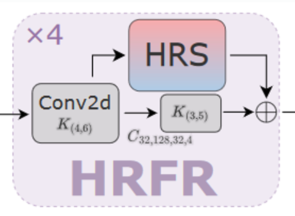 ×4
HRS
Conv2d
K(4,6)
K(3,5)
C32,128,32,4
HRFR